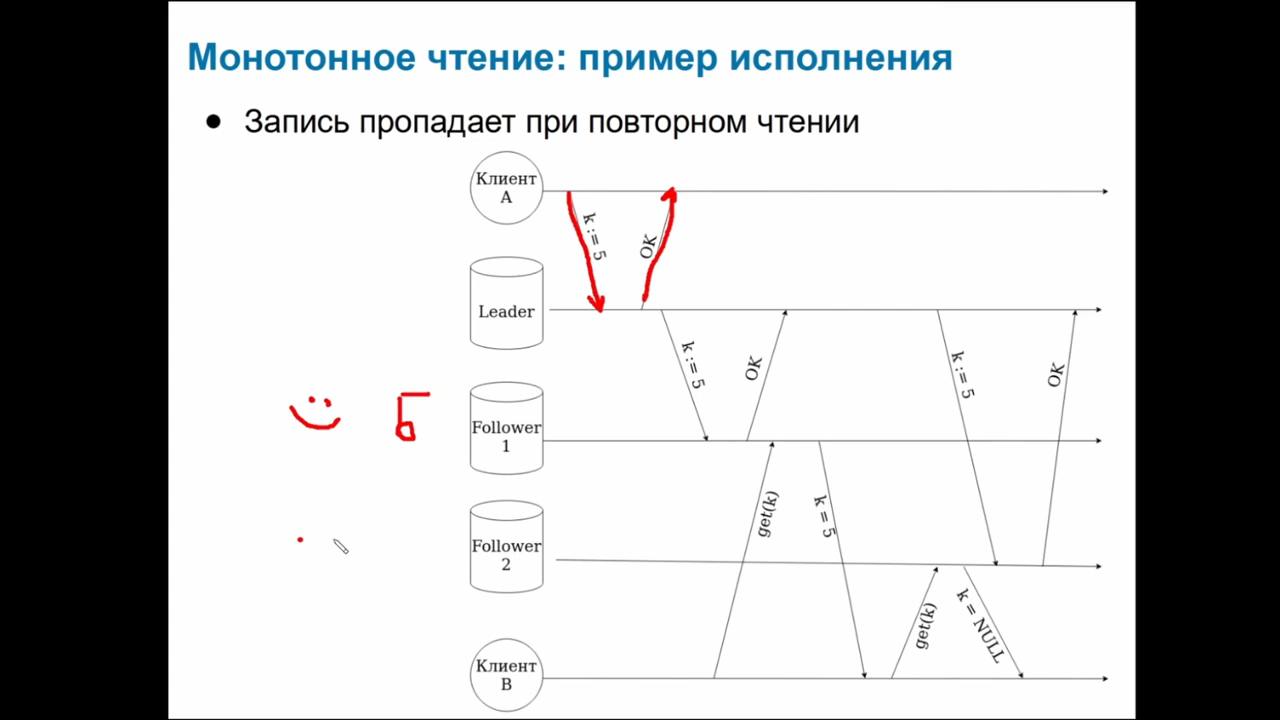 Монотонное чтение: пример исполнения
● Запись пропадает при повторном чтении
Клиент
A
k := 5
OK
Leader
k := 5
OK
k := 5
OK
Follower
1
get(k)
k = 5
Follower
2
get(k)
k = NULL
Клиент
B